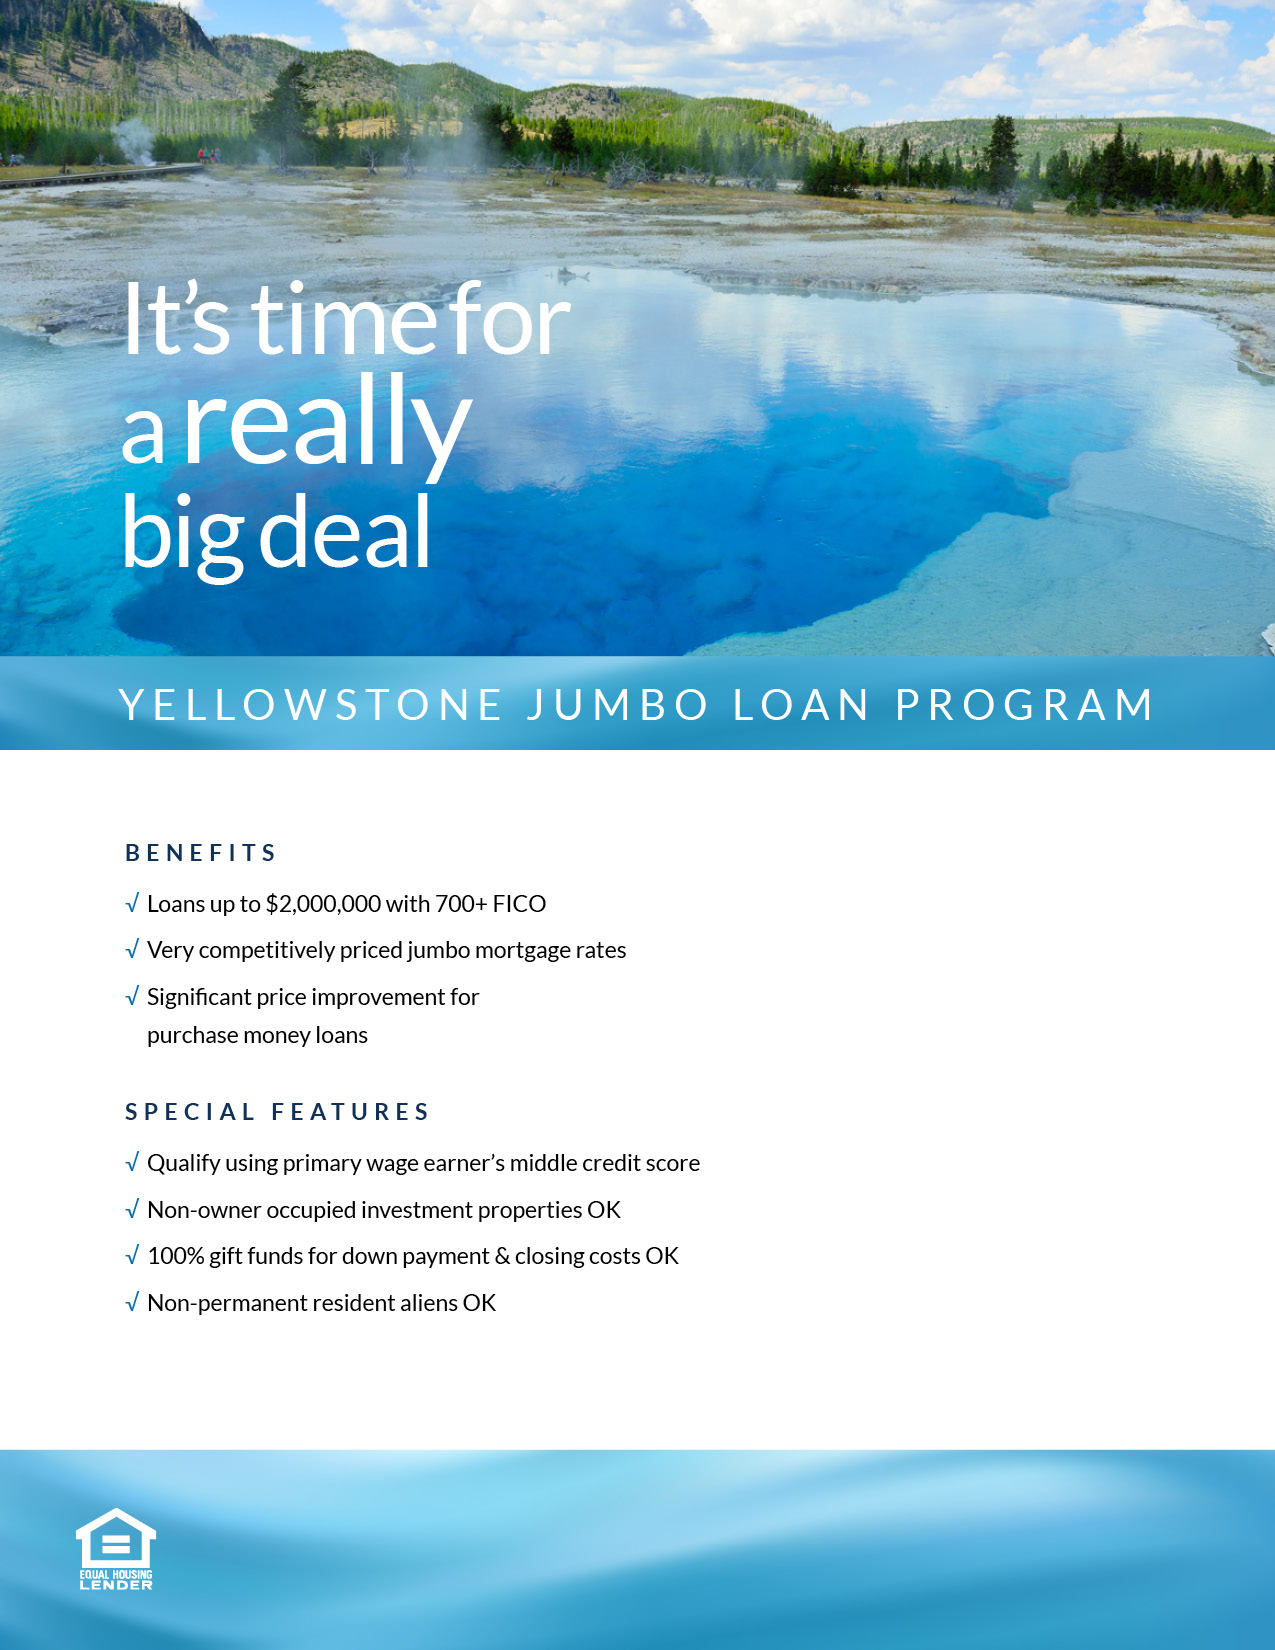 It’s time for
a really
big deal
YELLOWSTONE JUMBO LOAN PROGRAM
BENEFITS
√ Loans up to $2,000,000 with 700+ FICO
√ Very competitively priced jumbo mortgage rates
√ Significant price improvement for
purchase money loans
SPECIAL FEATURES
√ Qualify using primary wage earner’s middle credit score
√ Non-owner occupied investment properties OK
√ 100% gift funds for down payment & closing costs OK
√ Non-permanent resident aliens OK
EQUAL HOUSING
LENDER